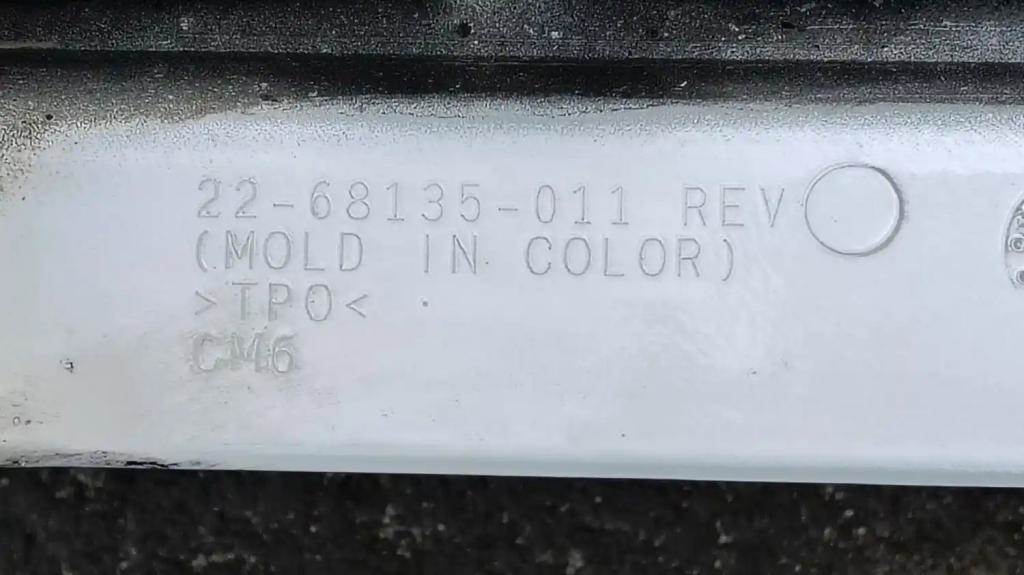 22-68135-011 REV
(MOLD IN COLOR)
>TPO<
CM6